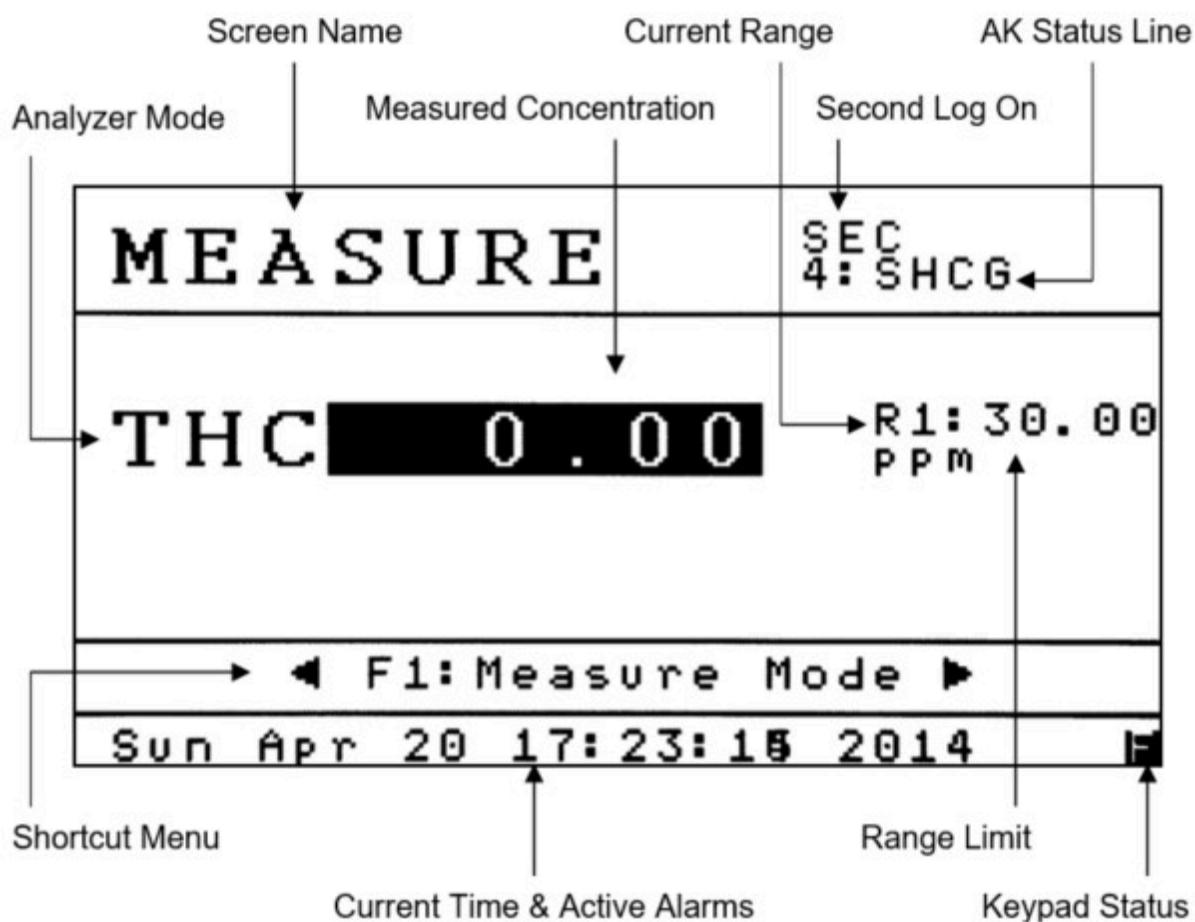 Screen Name
Current Range
AK Status Line
Analyzer Mode
Measured Concentration
Second Log On
MEASURE
SEC
4:SHCG
THC 0.00
R1:30.00
ppm
F1:Measure Mode
Sun Apr 20 2014
Shortcut Menu
Range Limit
Current Time & Active Alarms
Keypad Status